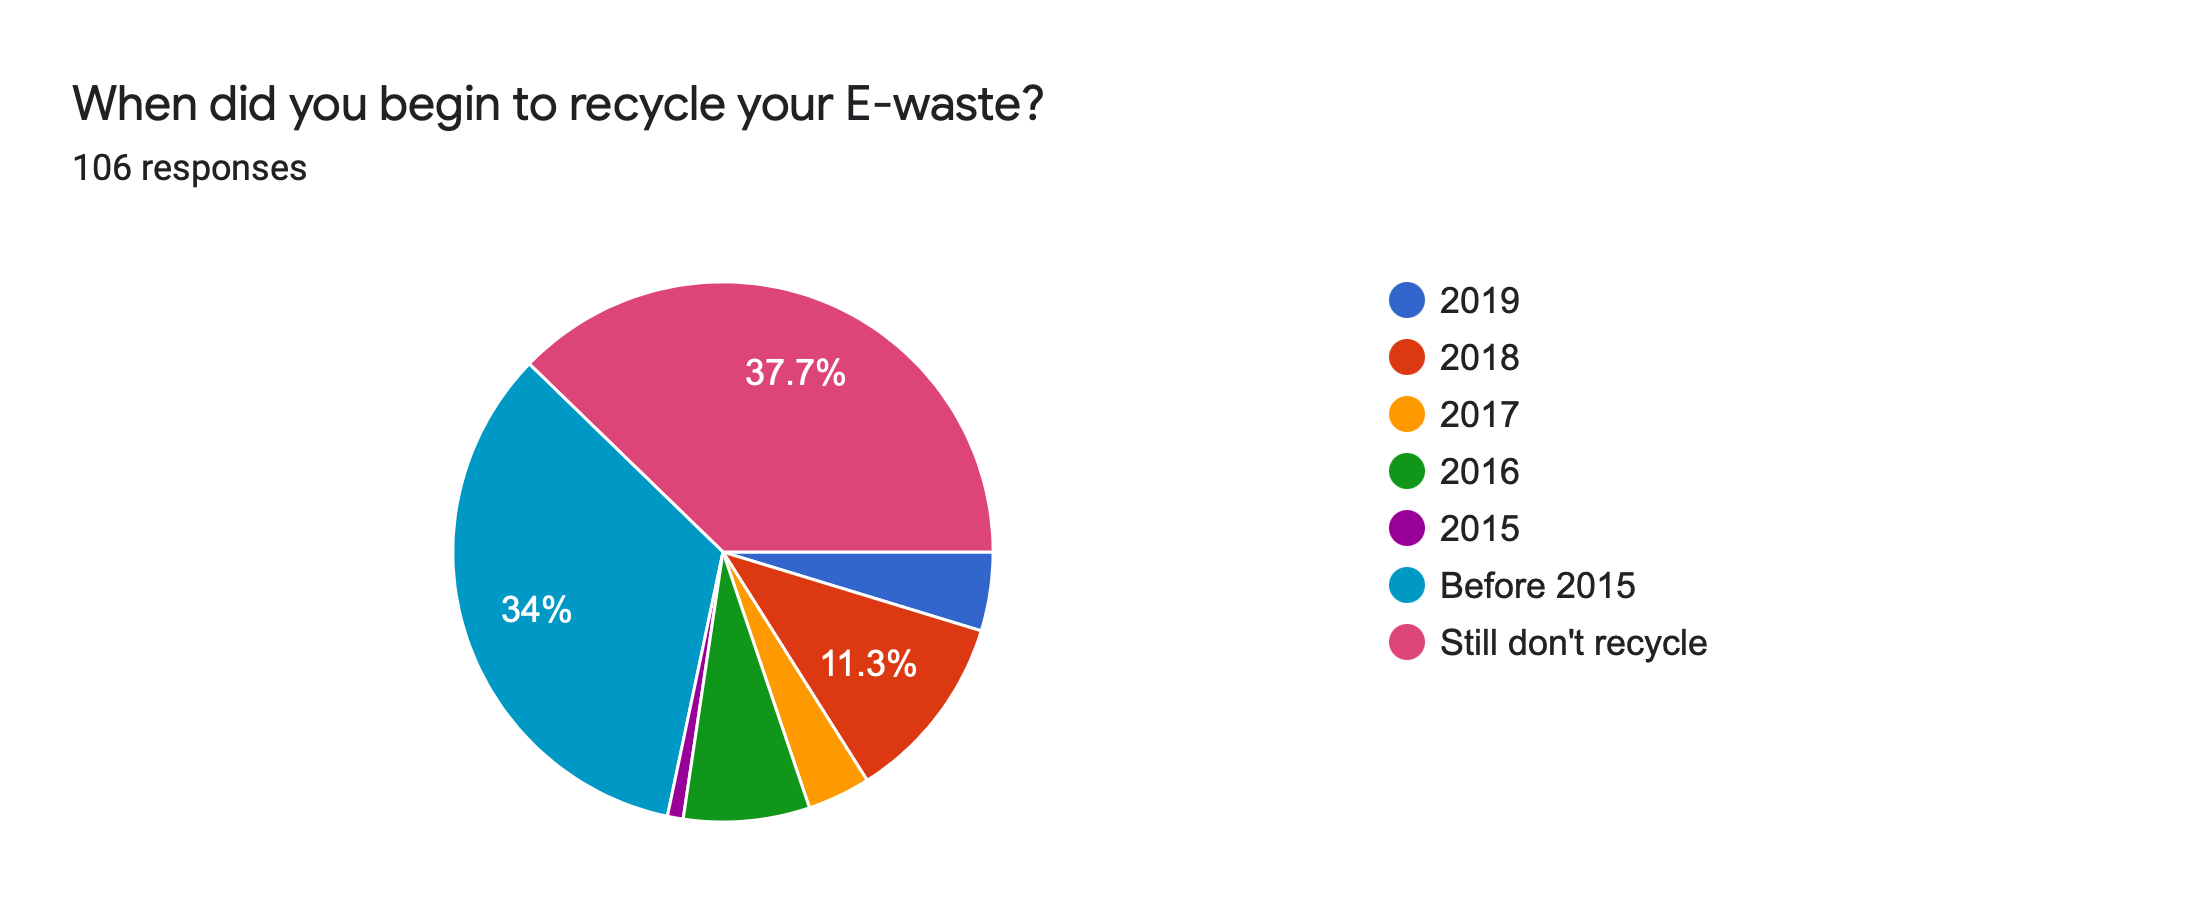 When did you begin to recycle your E-waste?
106 responses
37.7%
34%
11.3%
2019
2018
2017
2016
2015
Before 2015
Still don't recycle